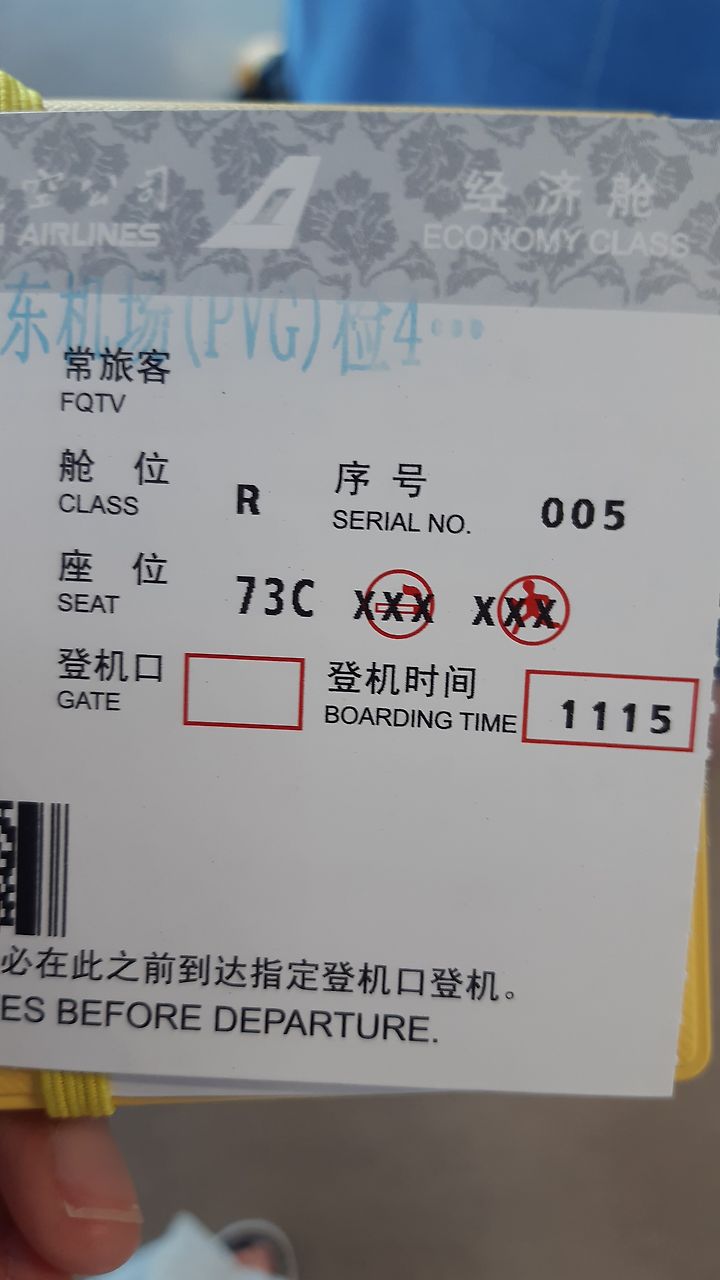 空公司
AIRLINES
经济舱
ECONOMY CLASS
东机场(PVG)检4…
常旅客
FQTV
舱 位
CLASS R
序 号
SERIAL NO. 005
座 位
SEAT 73C XXX XXX
登机口
GATE
登机时间
BOARDING TIME 1115
必在此之前到达指定登机口登机。
ES BEFORE DEPARTURE.